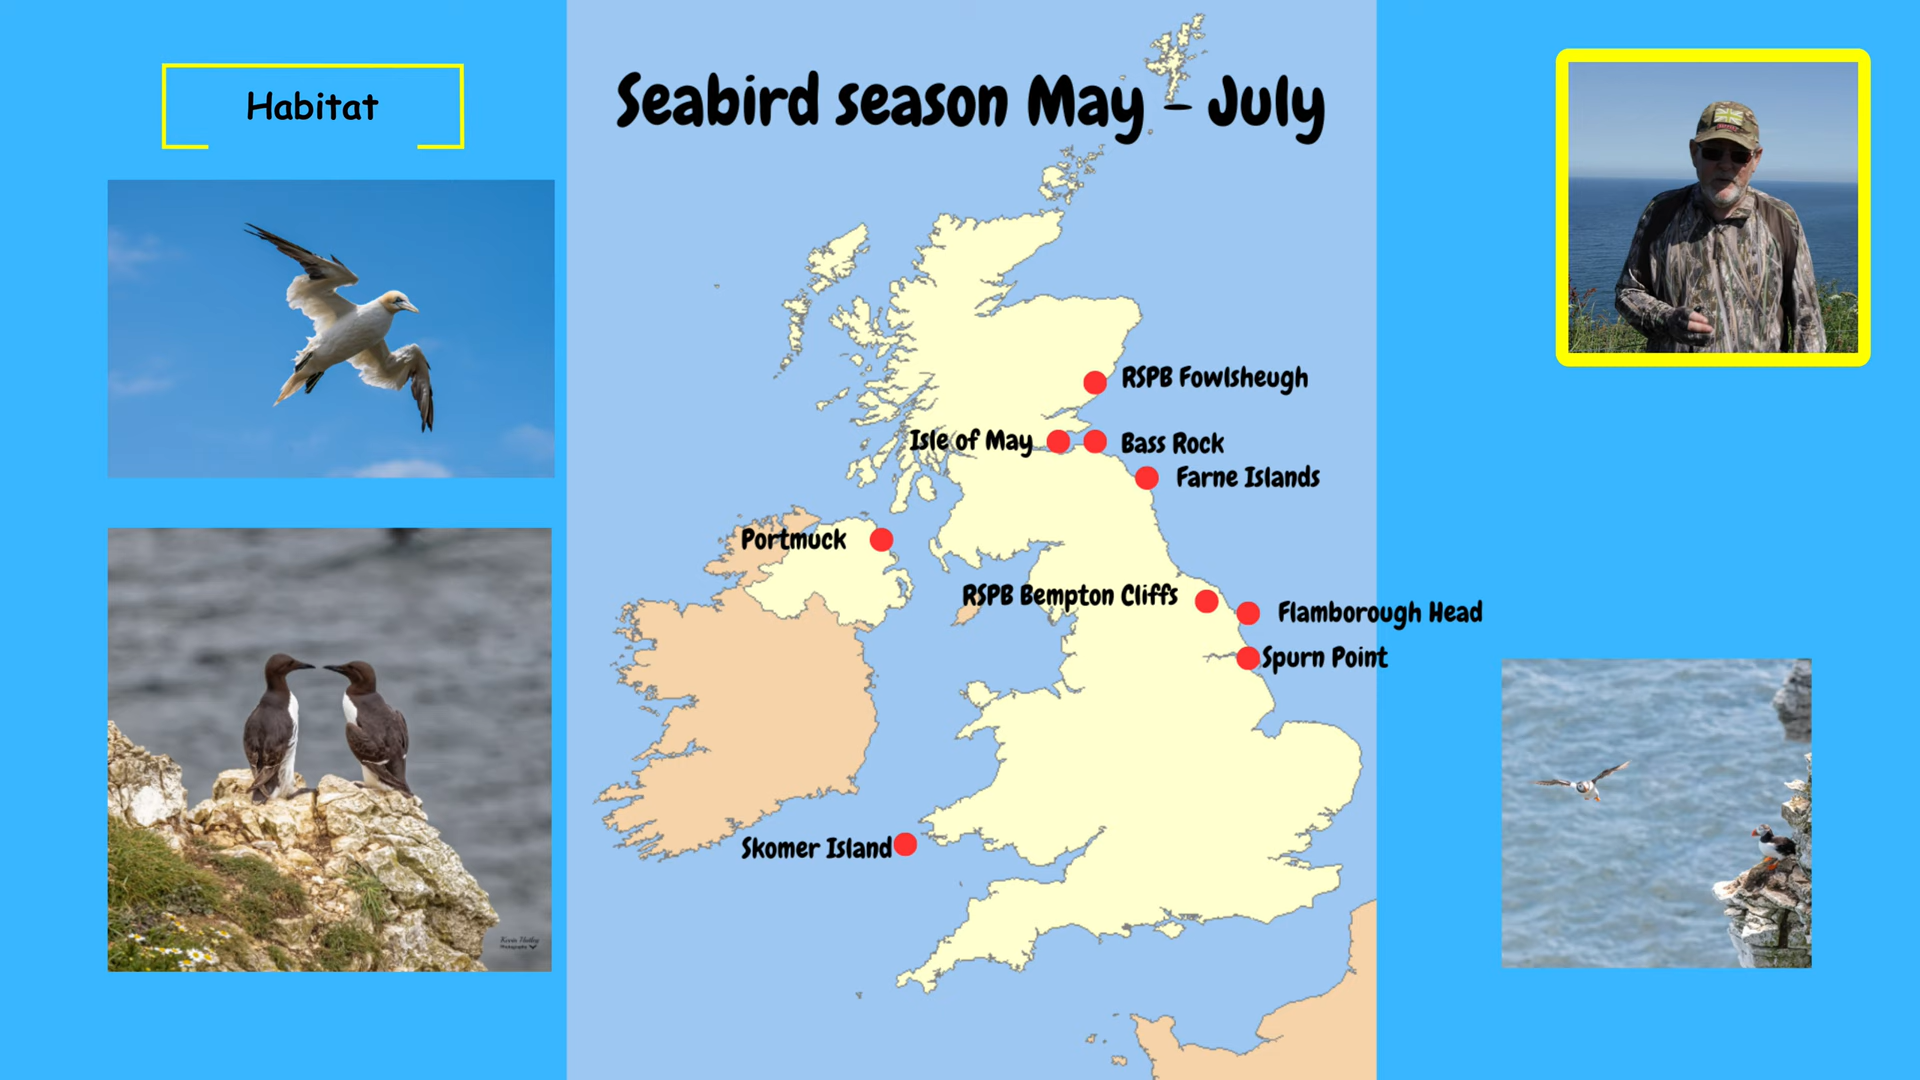 Habitat
Seabird season May - July
RSPB Fowlsheugh
Isle of May
Bass Rock
Farne Islands
Portmuck
RSPB Bempton Cliffs
Flamborough Head
Spurn Point
Skomer Island
Photography